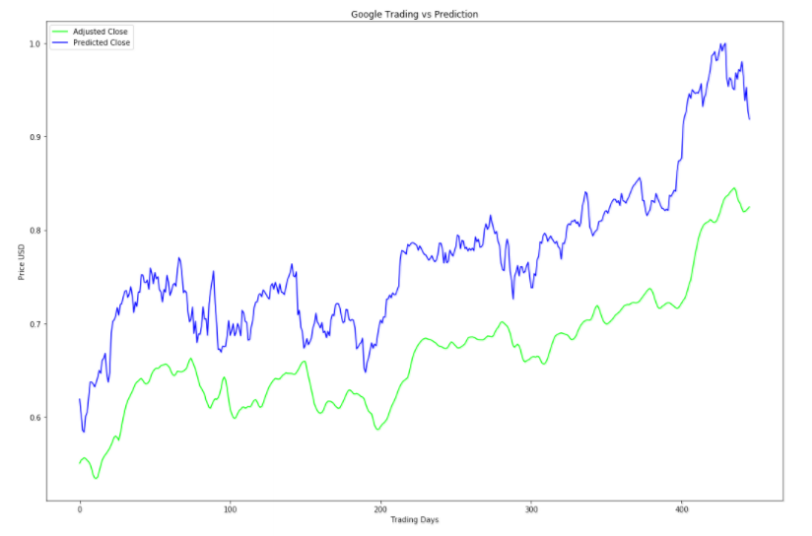 Google Trading vs Prediction
Adjusted Close
Predicted Close
1.0
0.9
0.8
0.7
0.6
Price USD
0
100
200
300
400
Trading Days